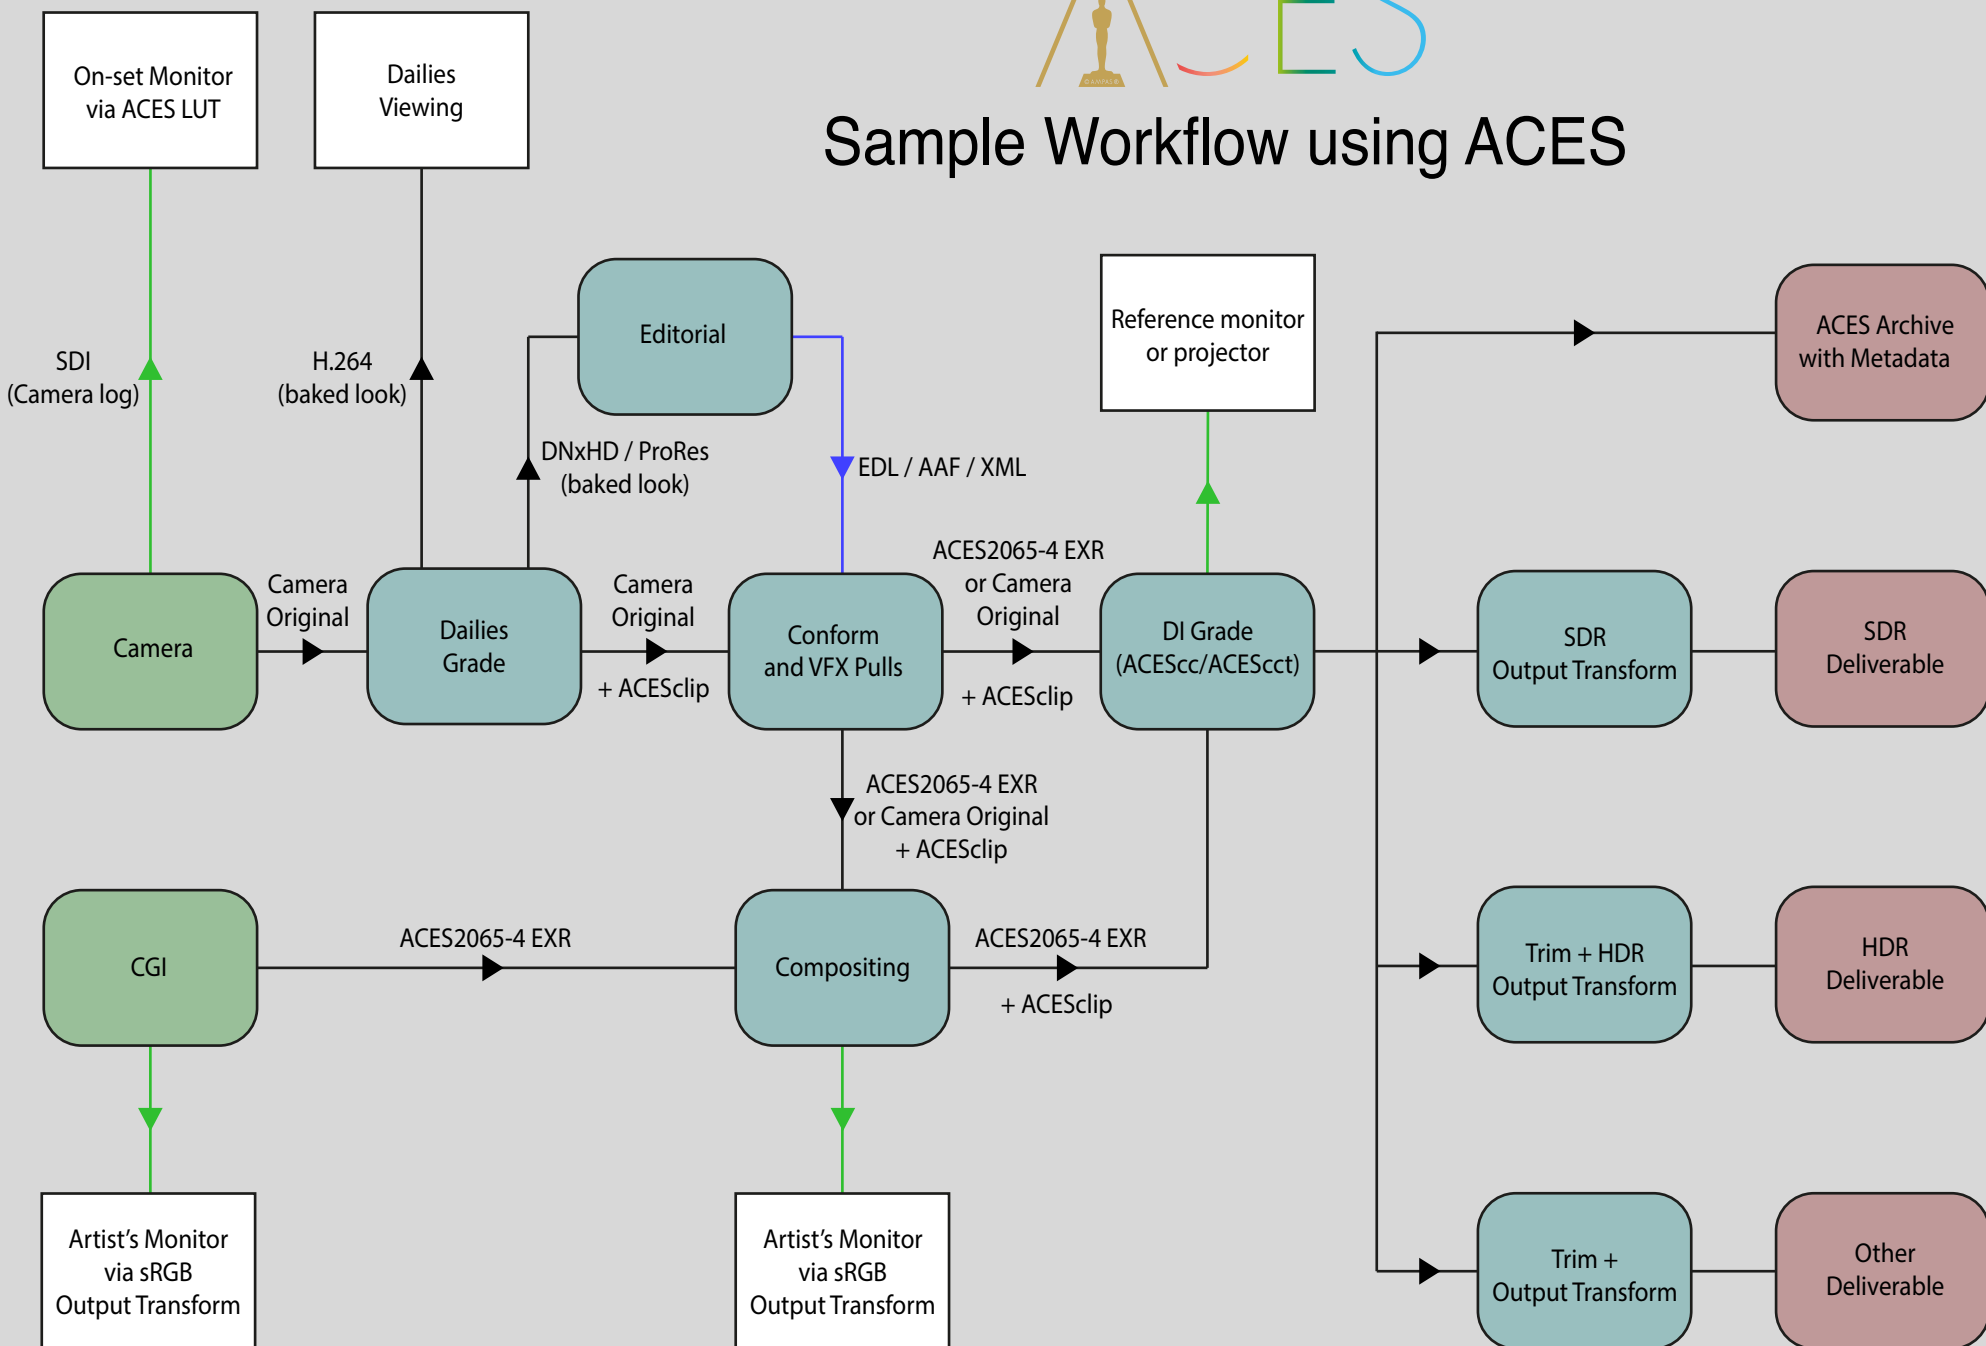 ACES
©AMPAS®
Sample Workflow using ACES
On-set Monitor
via ACES LUT
Dailies
Viewing
SDI
(Camera log)
H.264
(baked look)
Editorial
DNxHD / ProRes
(baked look)
EDL / AAF / XML
Reference monitor
or projector
ACES Archive
with Metadata
Camera
Camera
Original
Dailies
Grade
Camera
Original
+ ACESclip
Conform
and VFX Pulls
ACES2065-4 EXR
or Camera
Original
+ ACESclip
DI Grade
(ACEScc/ACEScct)
SDR
Output Transform
SDR
Deliverable
ACES2065-4 EXR
or Camera Original
+ ACESclip
CGI
ACES2065-4 EXR
Compositing
ACES2065-4 EXR
+ ACESclip
Trim + HDR
Output Transform
HDR
Deliverable
Artist’s Monitor
via sRGB
Output Transform
Artist’s Monitor
via sRGB
Output Transform
Trim +
Output Transform
Other
Deliverable